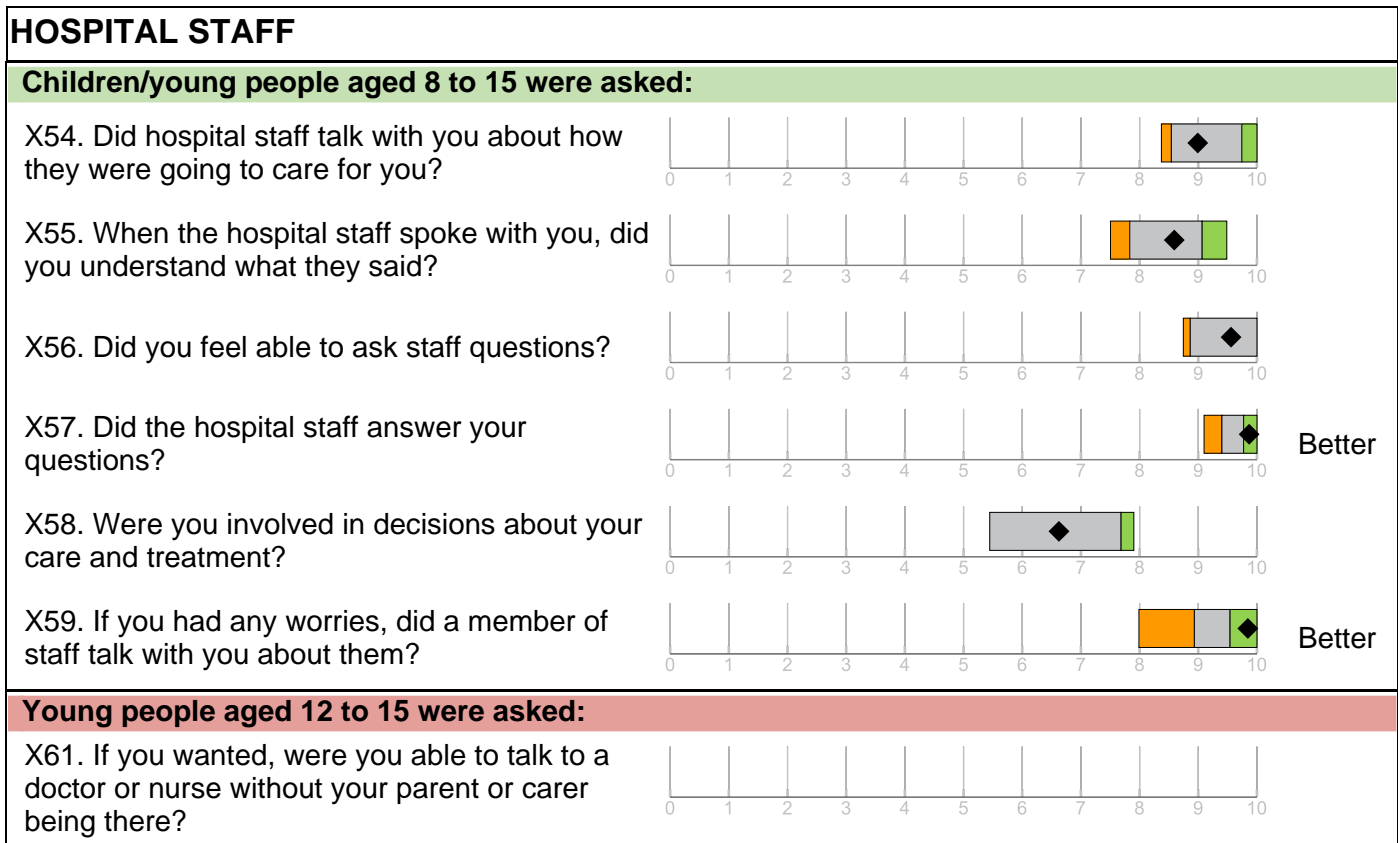 HOSPITAL STAFF
Children/young people aged 8 to 15 were asked:
X54. Did hospital staff talk with you about how
they were going to care for you?
0 1 2 3 4 5 6 7 8 9 10
X55. When the hospital staff spoke with you, did
you understand what they said?
0 1 2 3 4 5 6 7 8 9 10
X56. Did you feel able to ask staff questions?
0 1 2 3 4 5 6 7 8 9 10
X57. Did the hospital staff answer your
questions?
0 1 2 3 4 5 6 7 8 9 10
Better
X58. Were you involved in decisions about your
care and treatment?
0 1 2 3 4 5 6 7 8 9 10
X59. If you had any worries, did a member of
staff talk with you about them?
0 1 2 3 4 5 6 7 8 9 10
Better
Young people aged 12 to 15 were asked:
X61. If you wanted, were you able to talk to a
doctor or nurse without your parent or carer
being there?
0 1 2 3 4 5 6 7 8 9 10